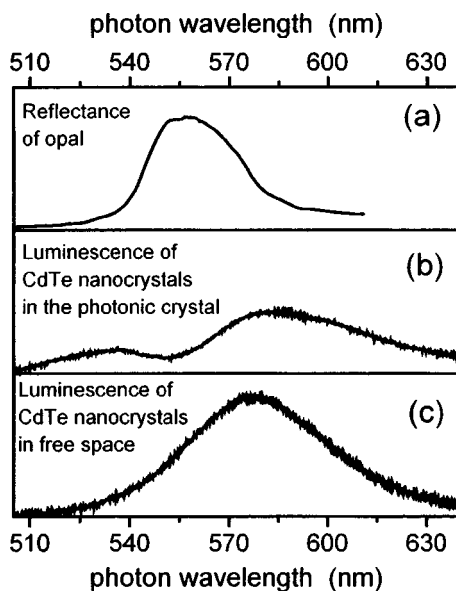 photon wavelength (nm)
510 540 570 600 630
Reflectance
of opal
(a)
Luminescence of
CdTe nanocrystals
in the photonic crystal
(b)
Luminescence of
CdTe nanocrystals
in free space
(c)
510 540 570 600 630
photon wavelength (nm)